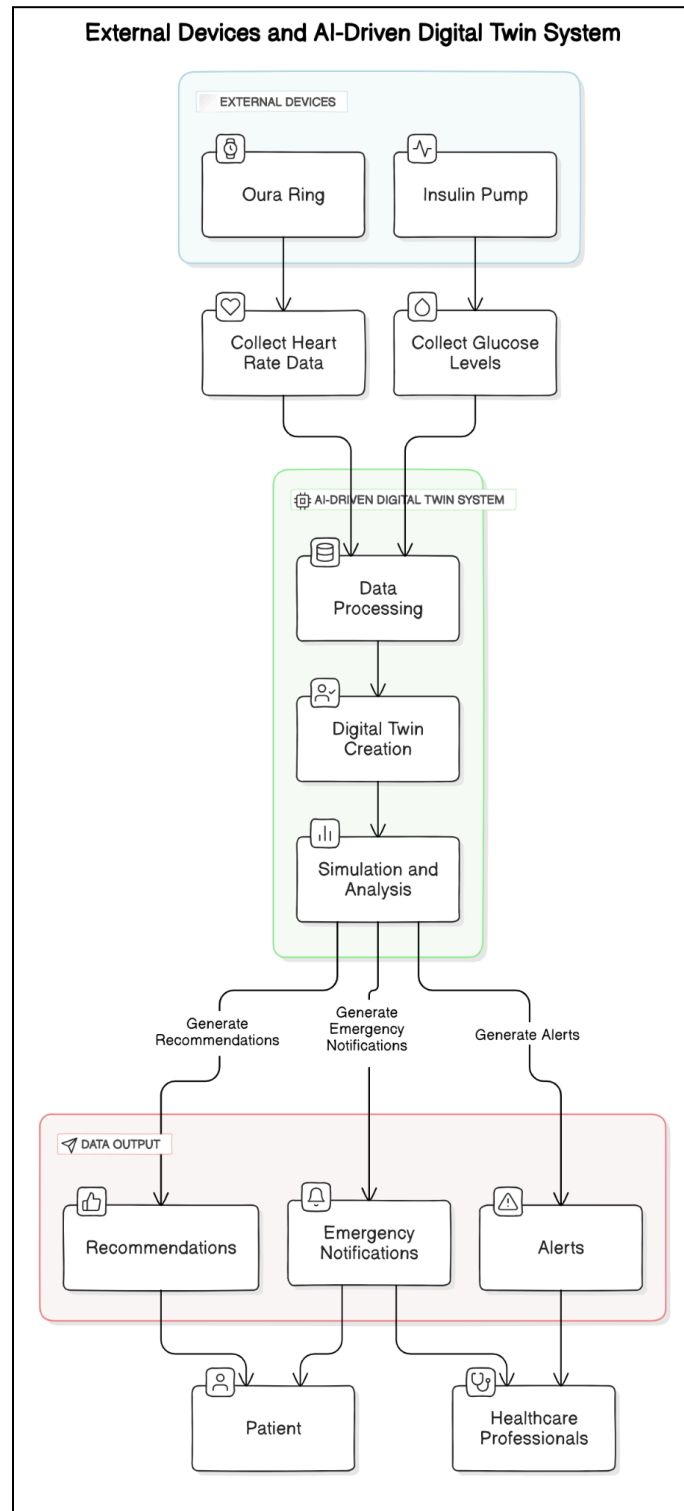 External Devices and AI-Driven Digital Twin System
EXTERNAL DEVICES
Oura Ring
Insulin Pump
Collect Heart
Rate Data
Collect Glucose
Levels
AI-DRIVEN DIGITAL TWIN SYSTEM
Data
Processing
Digital Twin
Creation
Simulation and
Analysis
Generate
Recommendations
Generate
Emergency
Notifications
Generate Alerts
DATA OUTPUT
Recommendations
Emergency
Notifications
Alerts
Patient
Healthcare
Professionals